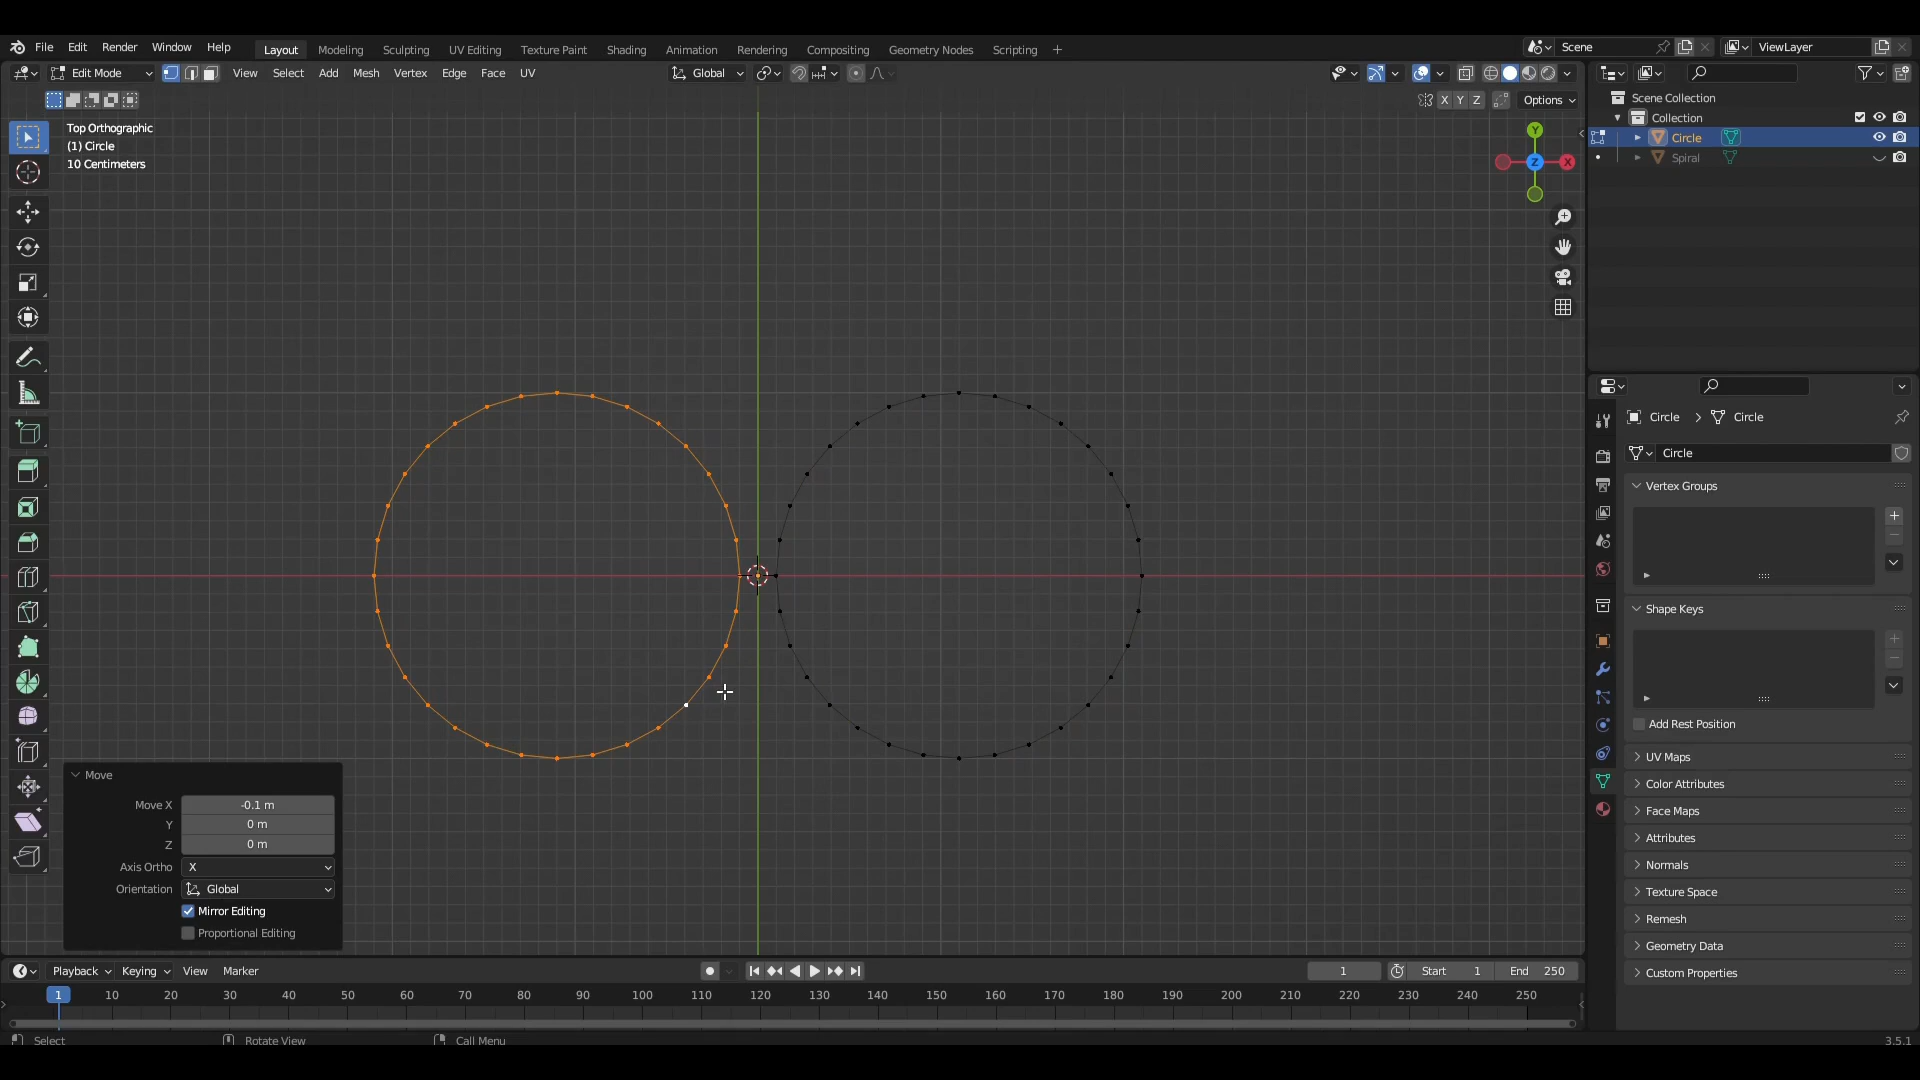 File Edit Render Window Help Layout Modeling Sculpting UV Editing Texture Paint Shading Animation Rendering Compositing Geometry Nodes Scripting + Scene ViewLayer
Edit Mode View Select Add Mesh Vertex Edge Face UV Global
X Y Z Options
Top Orthographic
(1) Circle
10 Centimeters
Y
Z X
Scene Collection
Collection
Circle
Spiral
Circle > Circle
Circle
Vertex Groups
Shape Keys
Add Rest Position
UV Maps
Color Attributes
Face Maps
Attributes
Normals
Texture Space
Remesh
Geometry Data
Custom Properties
Move
Move X -0.1 m
Y 0 m
Z 0 m
Axis Ortho X
Orientation Global
Mirror Editing
Proportional Editing
Playback Keying View Marker 1 Start 1 End 250
1 10 20 30 40 50 60 70 80 90 100 110 120 130 140 150 160 170 180 190 200 210 220 230 240 250
Select Rotate View Call Menu 3.5.1